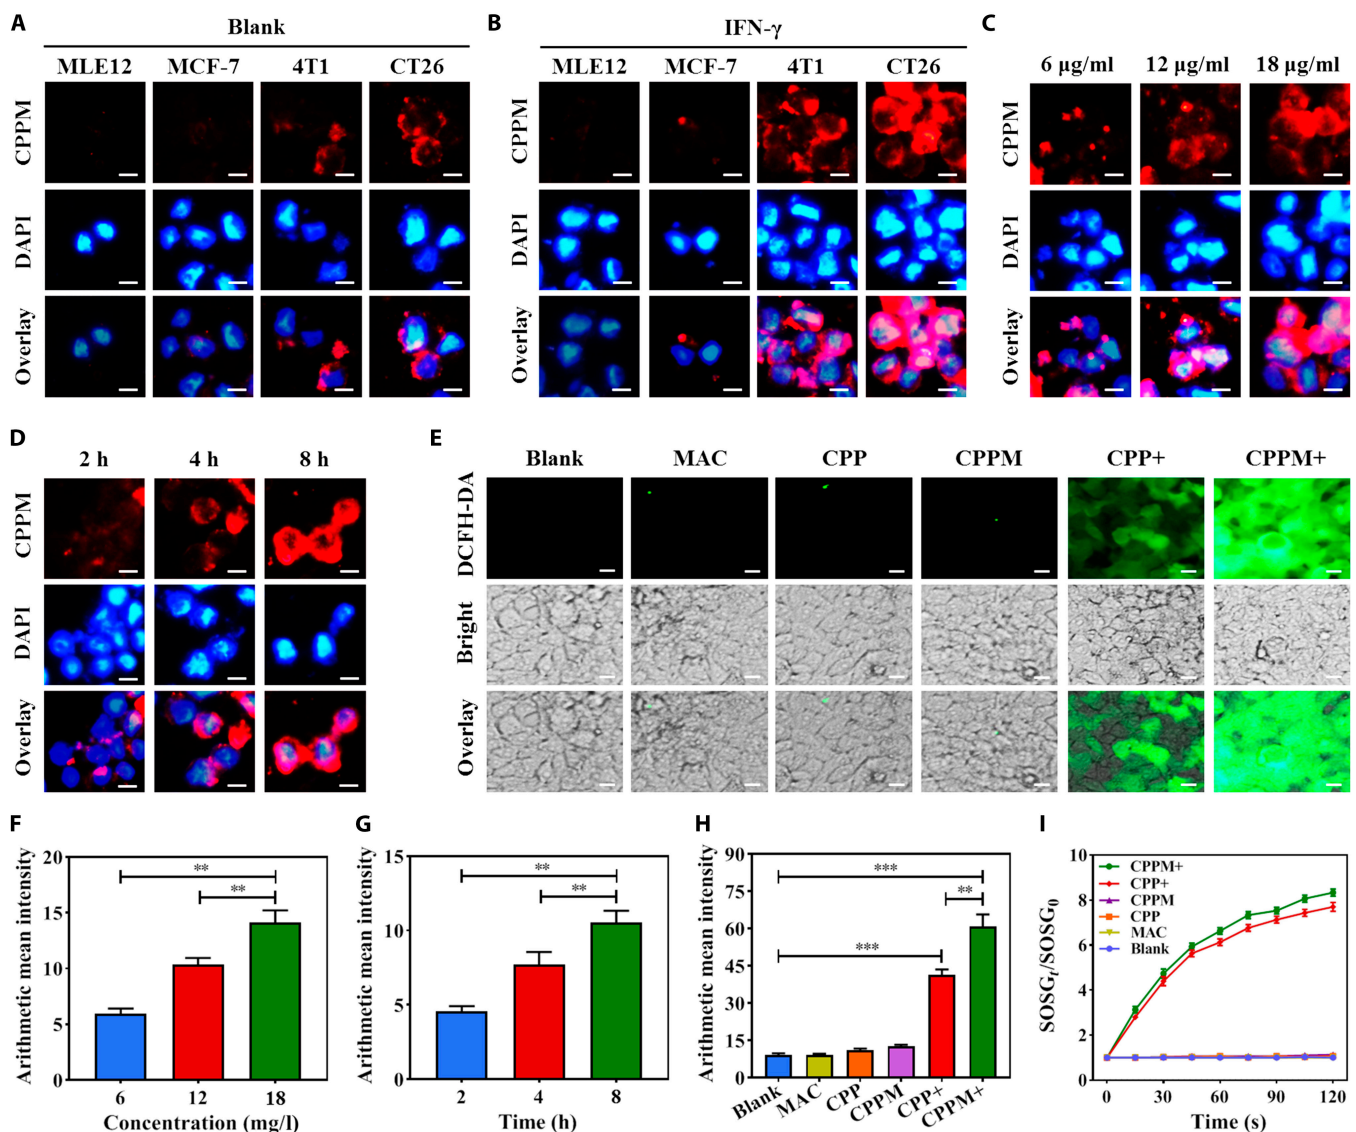 A
Blank
MLE12 MCF-7 4T1 CT26
CPPM
DAPI
Overlay
B
IFN-γ
MLE12 MCF-7 4T1 CT26
CPPM
DAPI
Overlay
C
6 µg/ml 12 µg/ml 18 µg/ml
CPPM
DAPI
Overlay
D
2 h 4 h 8 h
CPPM
DAPI
Overlay
E
Blank MAC CPP CPPM CPP+ CPPM+
DCFH-DA
Bright
Overlay
F
Arithmetic mean intensity
20
15
10
5
0
**
**
6 12 18
Concentration (mg/l)
G
Arithmetic mean intensity
15
10
5
0
**
**
2 4 8
Time (h)
H
Arithmetic mean intensity
90
75
60
45
30
15
0
***
**
***
Blank MAC CPP CPPM CPP+ CPPM+
I
SOSGt/SOSG0
10
8
6
4
2
0
CPPM+
CPP+
CPPM
CPP
MAC
Blank
0 30 60 90 120
Time (s)